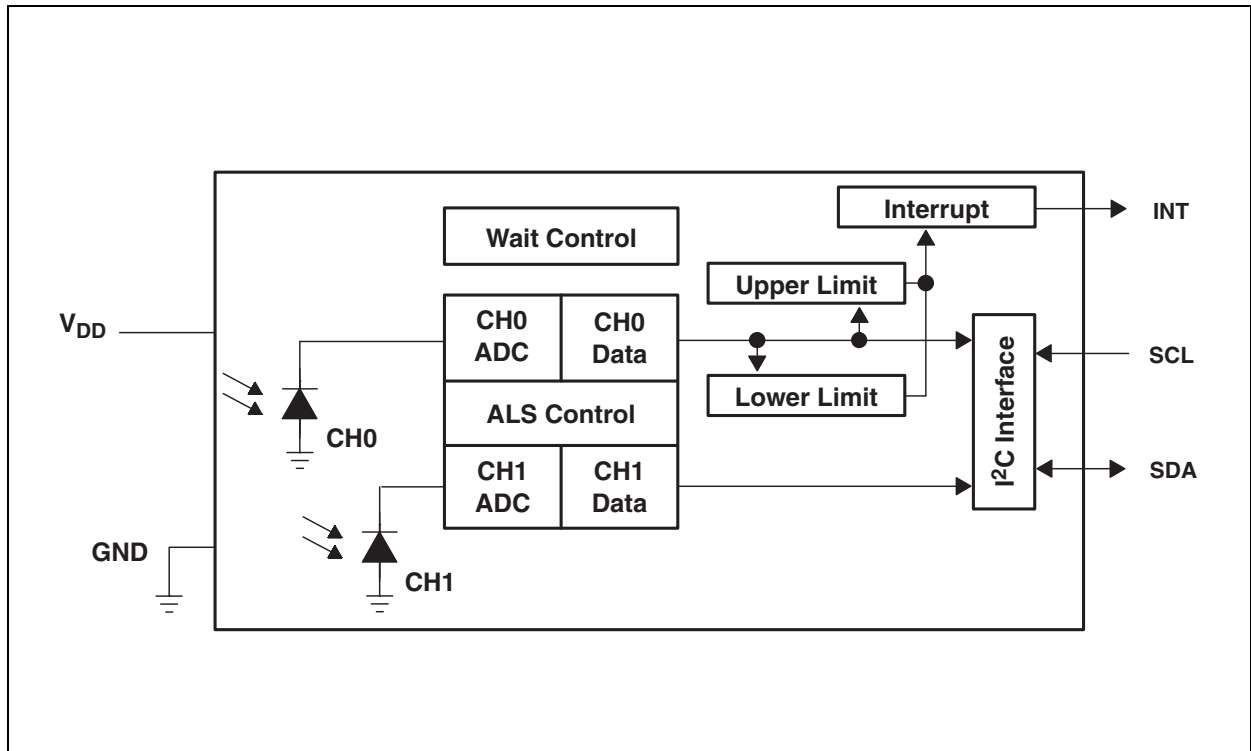 Interrupt
INT
Wait Control
Upper Limit
V_DD
CH0
ADC
CH0
Data
SCL
Lower Limit
I²C Interface
ALS Control
CH0
CH1
ADC
CH1
Data
SDA
GND
CH1